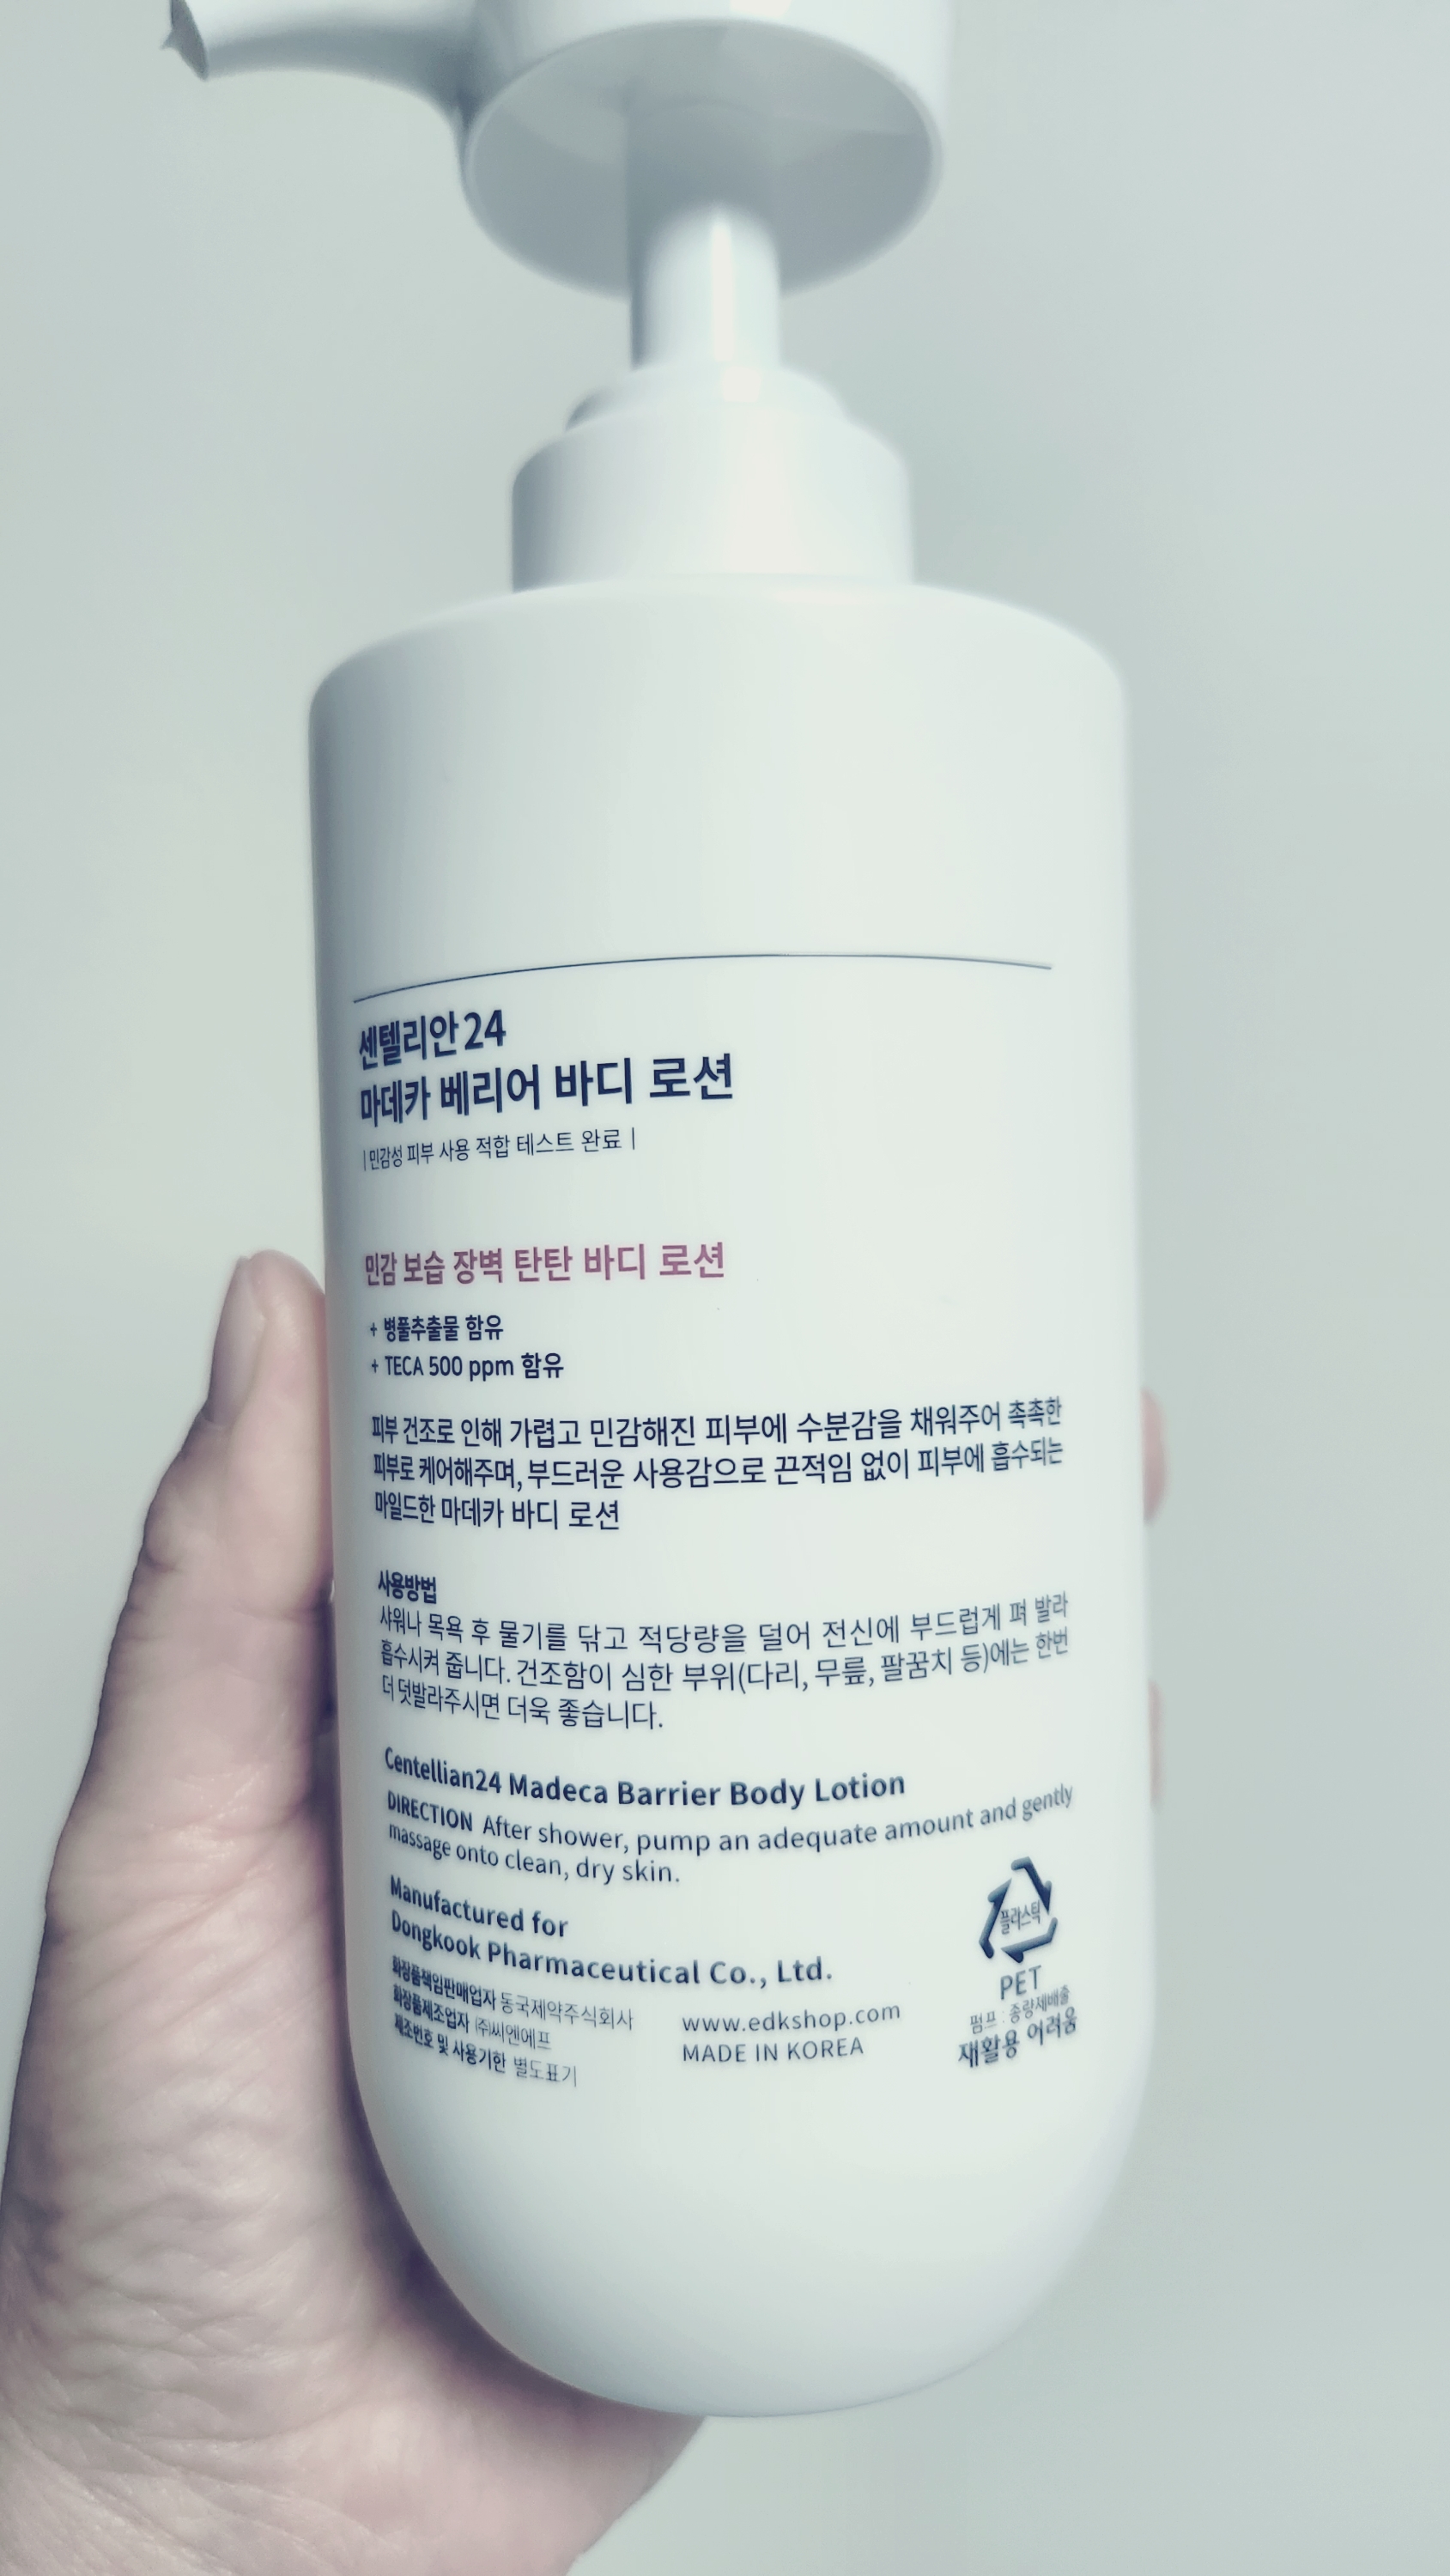 센텔리안24
마데카 베리어 바디 로션
| 민감성 피부 사용 적합 테스트 완료 |
민감 보습 장벽 탄탄 바디 로션
+ 병풀추출물 함유
+ TECA 500 ppm 함유
피부 건조로 인해 가렵고 민감해진 피부에 수분감을 채워주어 촉촉한
피부로 케어해주며, 부드러운 사용감으로 끈적임 없이 피부에 흡수되는
마일드한 마데카 바디 로션
사용방법
샤워나 목욕 후 물기를 닦고 적당량을 덜어 전신에 부드럽게 펴 발라
흡수시켜 줍니다. 건조함이 심한 부위(다리, 무릎, 팔꿈치 등)에는 한번
더 덧발라주시면 더욱 좋습니다.
Centellian24 Madeca Barrier Body Lotion
DIRECTION After shower, pump an adequate amount and gently
massage onto clean, dry skin.
Manufactured for
Dongkook Pharmaceutical Co., Ltd.
화장품책임판매업자 동국제약주식회사
화장품제조업자 ㈜씨엔에프
제조번호 및 사용기한 별도표기
www.edkshop.com
MADE IN KOREA
플라스틱
PET
펌프 : 종량제배출
재활용 어려움